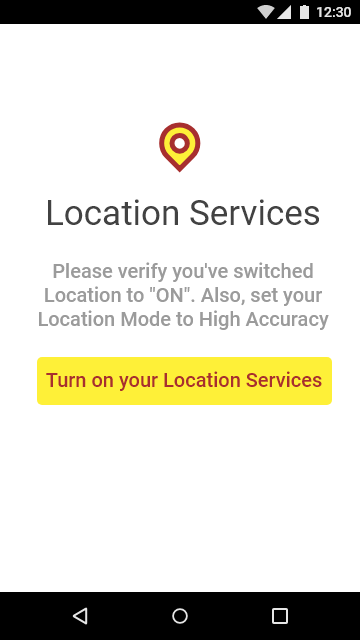 12:30
Location Services
Please verify you've switched
Location to "ON". Also, set your
Location Mode to High Accuracy
Turn on your Location Services